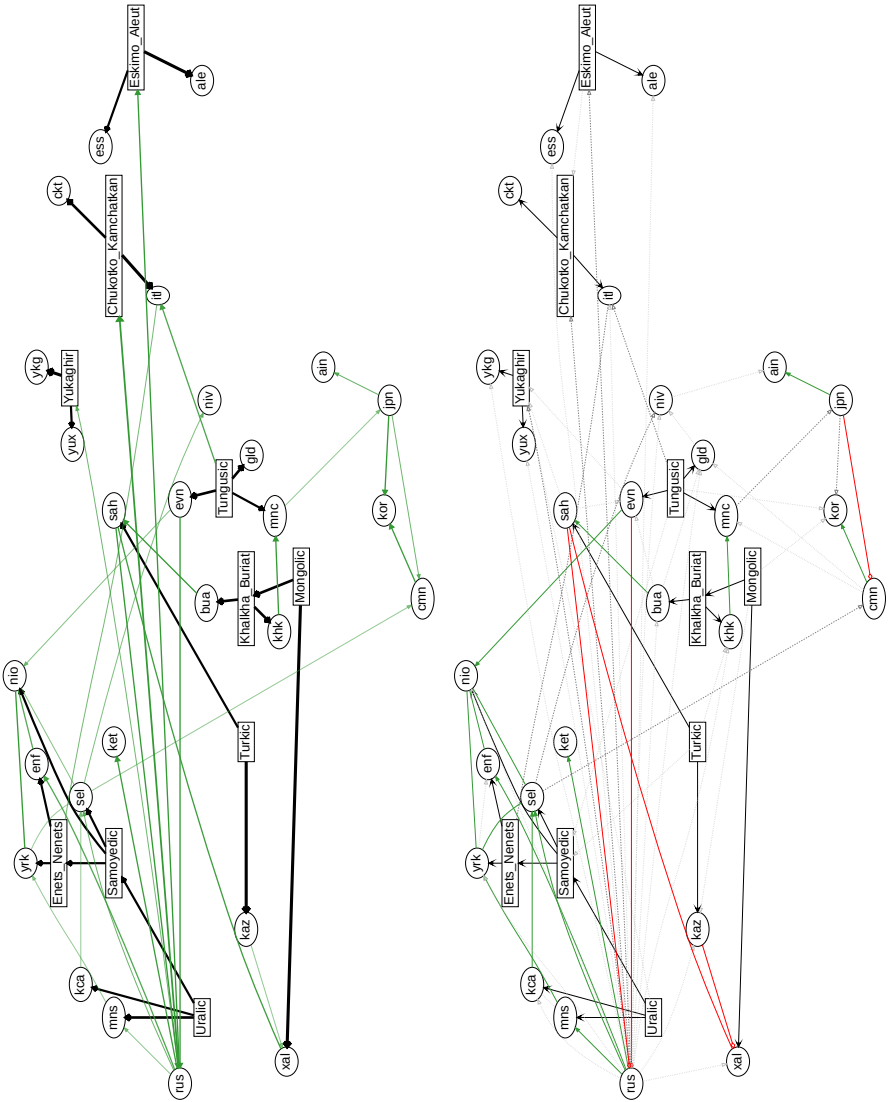 Eskimo_Aleut
ale
ess
ckt
Chukotko_Kamchatkan
itl
ykg
Yukaghir
yux
ain
niv
jpn
gld
Tungusic
evn
sah
mnc
kor
bua
Khalkha_Buriat
Mongolic
khk
cmn
nio
enf
ket
Turkic
sel
yrk
Enets_Nenets
Samoyedic
kaz
kca
mns
Uralic
rus
xal
Eskimo_Aleut
ale
ess
ckt
Chukotko_Kamchatkan
itl
ykg
Yukaghir
yux
ain
niv
jpn
gld
Tungusic
evn
sah
mnc
kor
bua
Khalkha_Buriat
Mongolic
khk
cmn
nio
enf
ket
Turkic
sel
yrk
Enets_Nenets
Samoyedic
kaz
kca
mns
Uralic
rus
xal